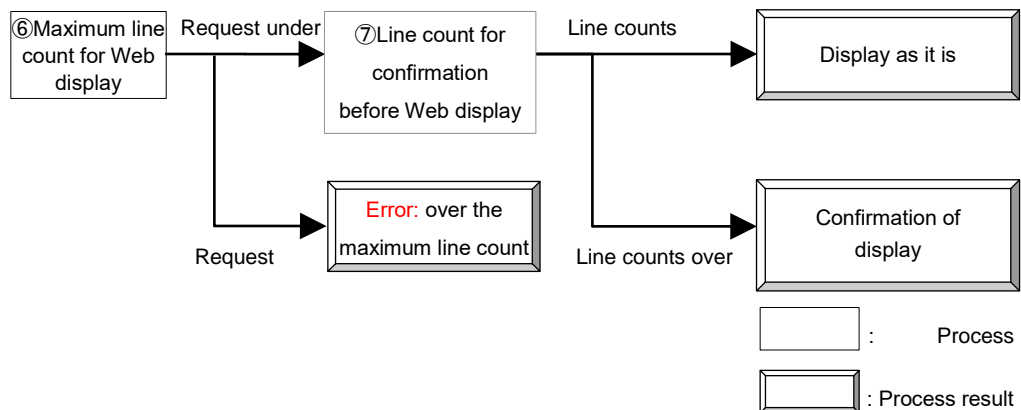 ⑥Maximum line
count for Web
display
Request under
⑦Line count for
confirmation
before Web display
Line counts
Display as it is
Error: over the
maximum line count
Request
Line counts over
Confirmation of
display
: Process
: Process result